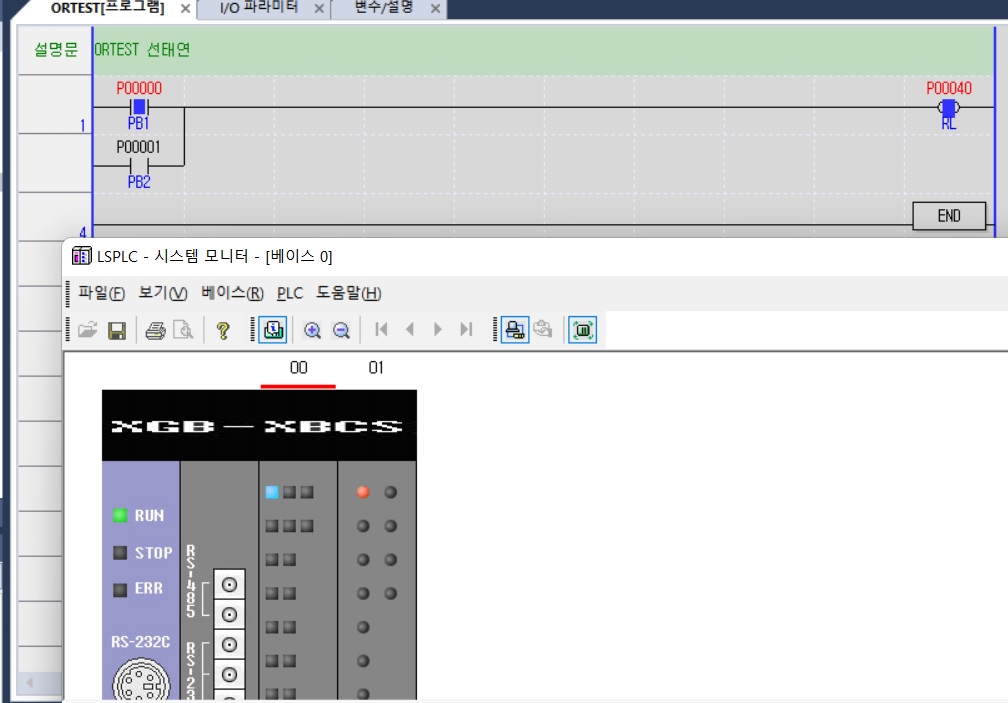 ORTEST[프로그램] × I/O 파라미터 × 변수/설명 ×
설명문 ORTEST 선태연
P00000 P00040
1 PB1 RL
P00001
PB2
END
4
LSPLC - 시스템 모니터 - [베이스 0]
파일(F) 보기(V) 베이스(R) PLC 도움말(H)
00 01
XGB-XBCS
RUN
STOP
ERR
RS-485
RS-232C
RS-23